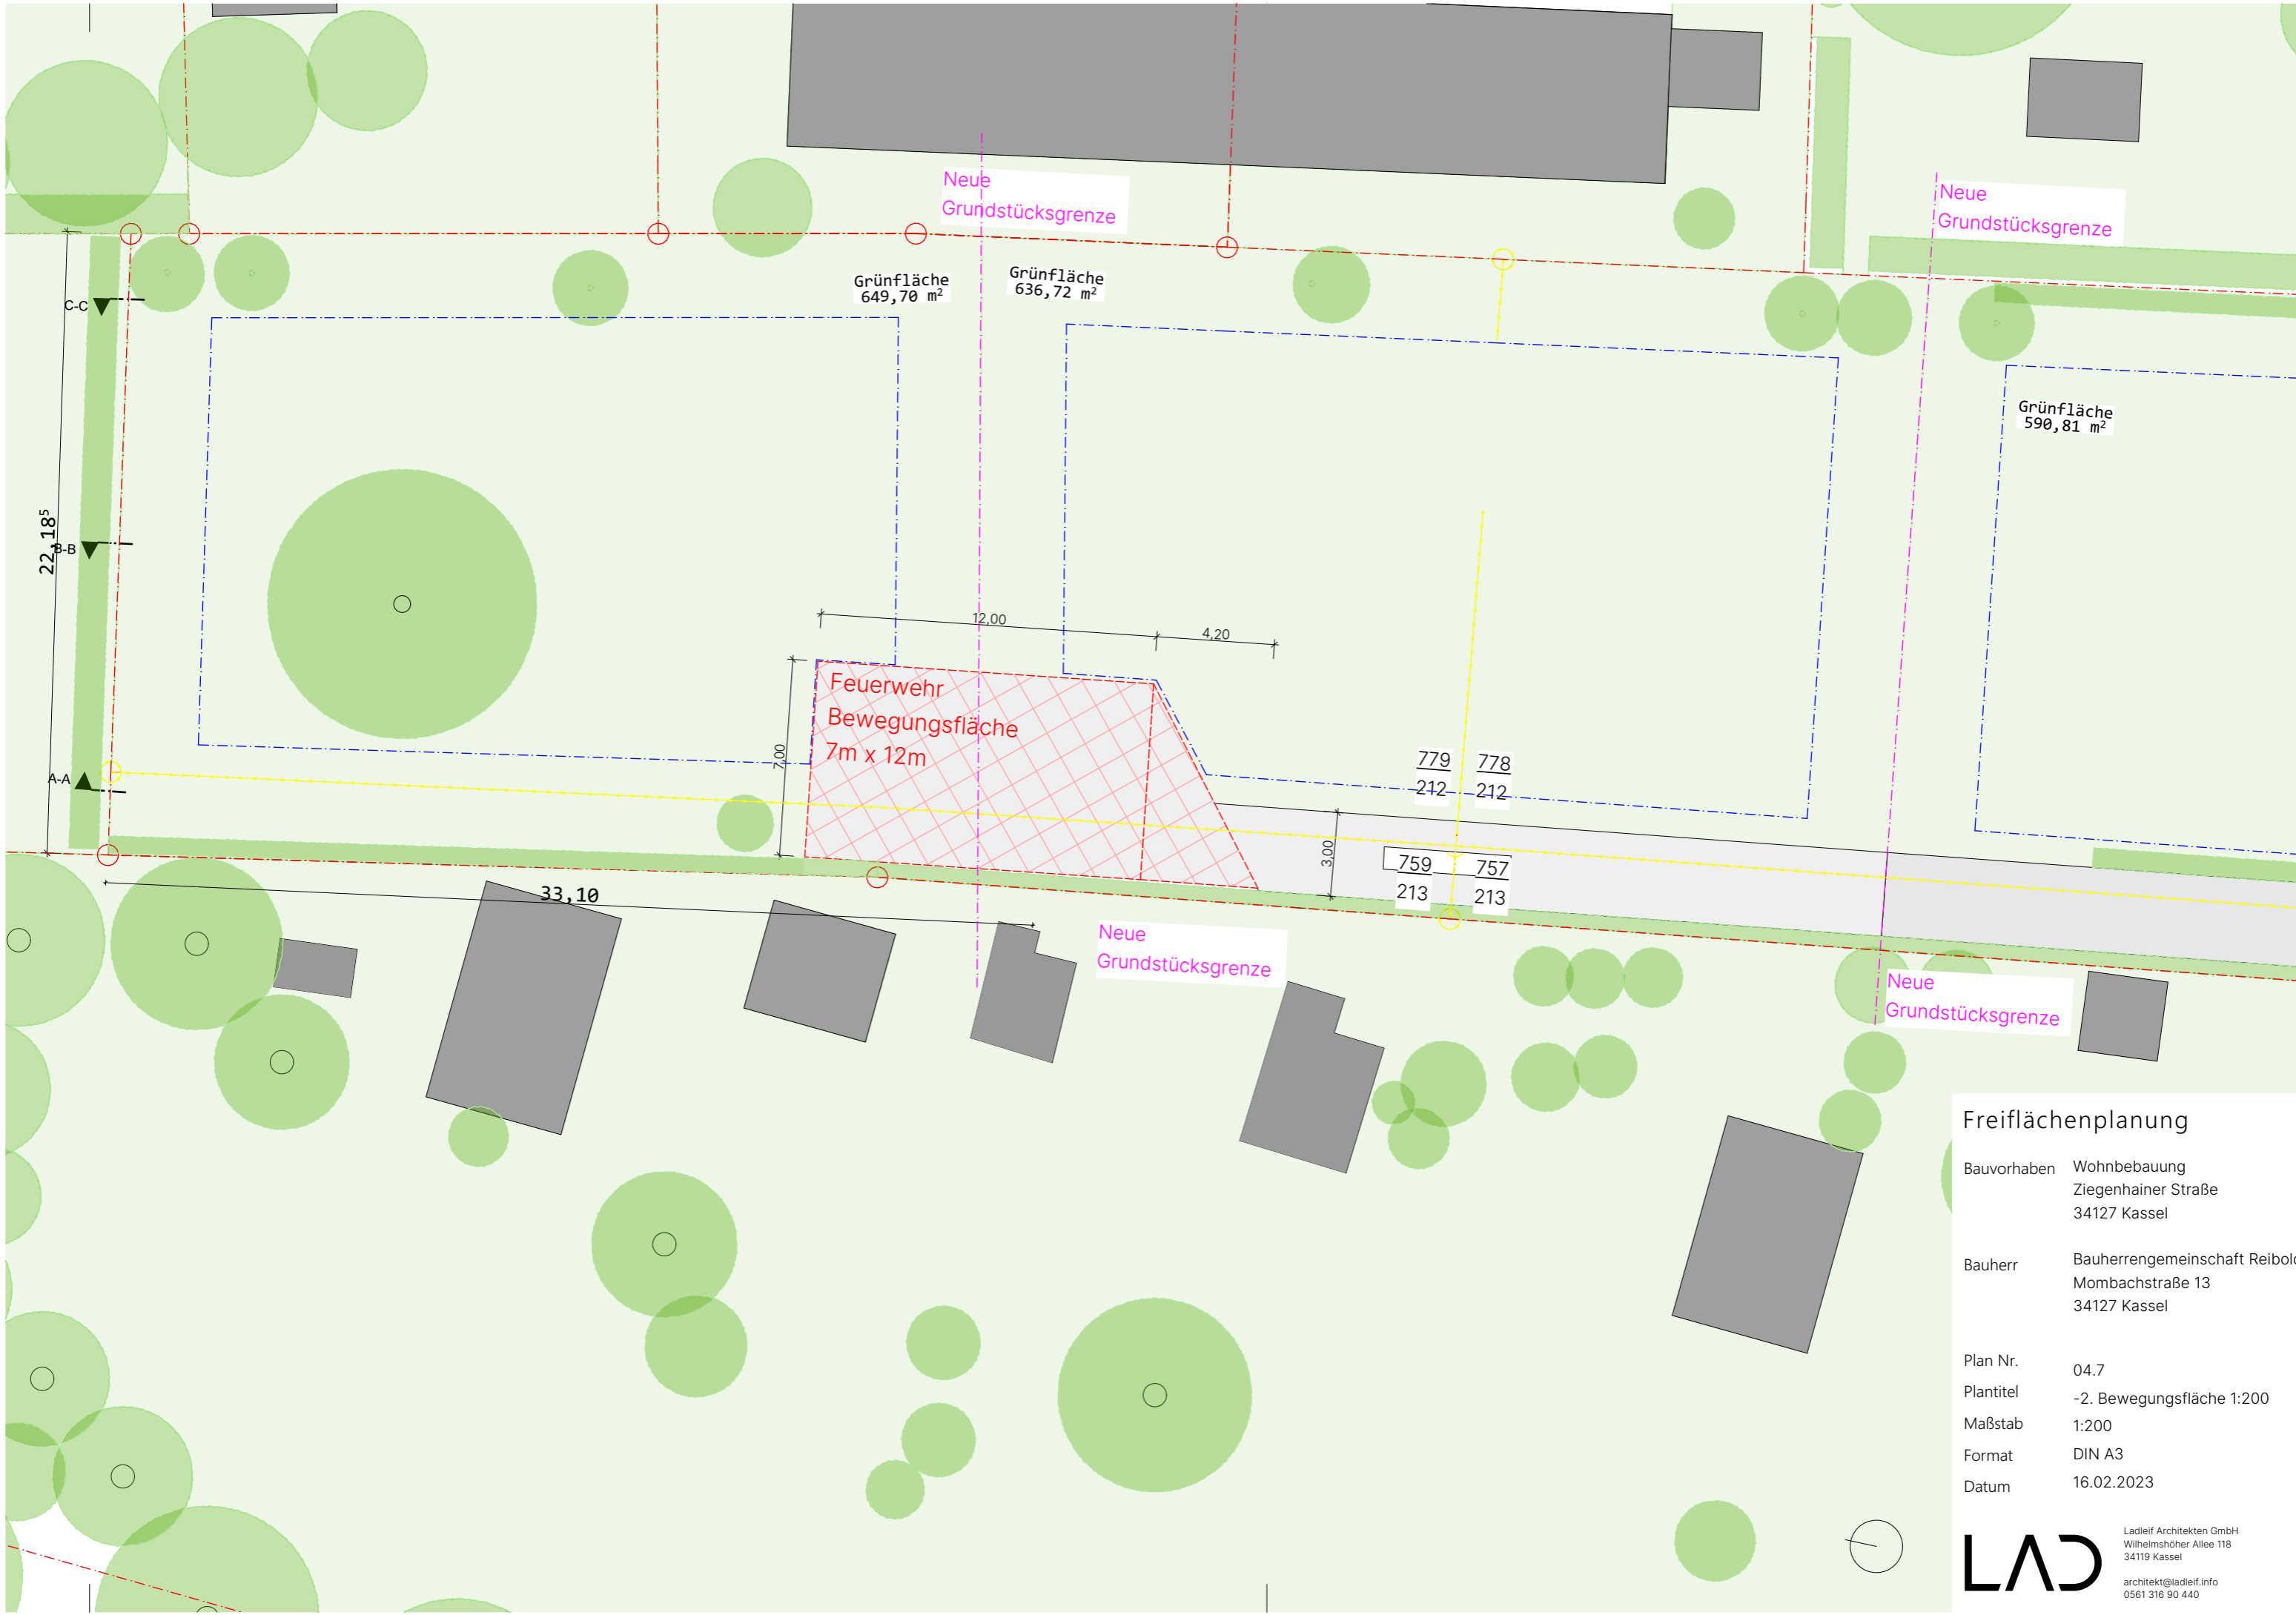 Neue
Grundstücksgrenze
Neue
Grundstücksgrenze
Grünfläche
649,70 m²
Grünfläche
636,72 m²
C-C
Grünfläche
590,81 m²
22,18⁵
B-B
12,00
4,20
Feuerwehr
Bewegungsfläche
7m x 12m
7,00
779
212
778
212
A-A
3,00
759
213
757
213
33,10
Neue
Grundstücksgrenze
Neue
Grundstücksgrenze
Freiflächenplanung
Bauvorhaben Wohnbebauung
Ziegenhainer Straße
34127 Kassel
Bauherr Bauherrengemeinschaft Reibol
Mombachstraße 13
34127 Kassel
Plan Nr. 04.7
Plantitel -2. Bewegungsfläche 1:200
Maßstab 1:200
Format DIN A3
Datum 16.02.2023
LAD
Ladleif Architekten GmbH
Wilhelmshöher Allee 118
34119 Kassel
architekt@ladleif.info
0561 316 90 440